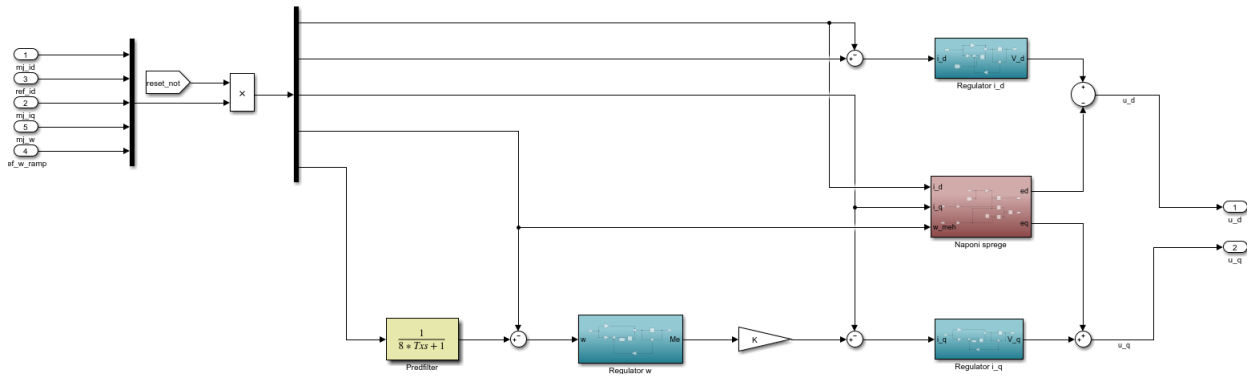 1
mj_id
3
ref_id
2
mj_iq
5
mj_w
4
ef_w_ramp
reset_not
×
i_d
V_d
Regulator i_d
u_d
i_d
i_q
w_meh
ed
eq
Naponi sprege
1
u_d
2
u_q
1
8 * Txs + 1
Predfilter
w
Me
Regulator w
K
i_q
V_q
Regulator i_q
u_q